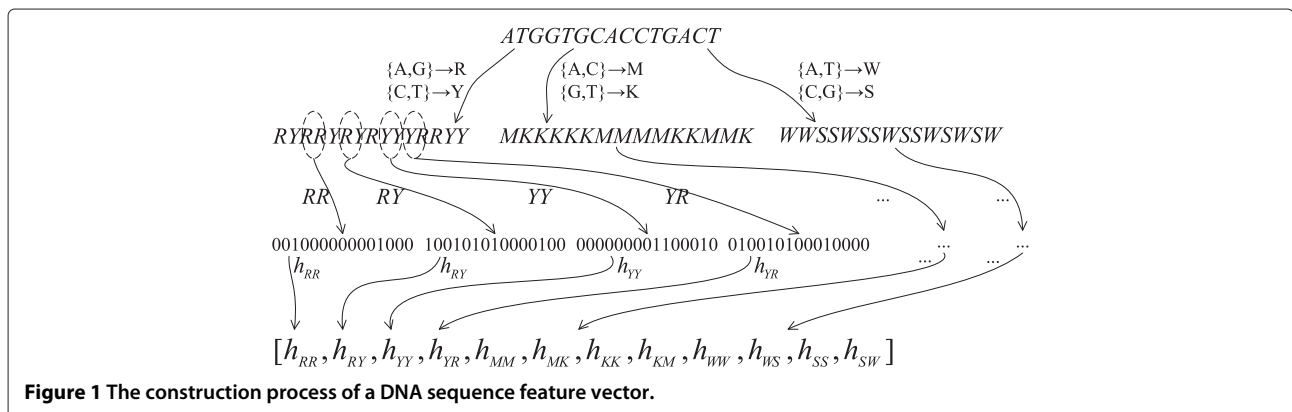 ATGGTGCACCTGACT
{A,G}→R {A,C}→M {A,T}→W
{C,T}→Y {G,T}→K {C,G}→S
RYRRYRYRYYYRRYY MKKKKKMMMMKKMMK WWSSWSSWSSWSWSW
RR RY YY YR ... ...
001000000001000 100101010000100 000000001100010 010010100010000 ... ...
h_RR h_RY h_YY h_YR ... ...
[h_RR, h_RY, h_YY, h_YR, h_MM, h_MK, h_KK, h_KM, h_WW, h_WS, h_SS, h_SW]
Figure 1 The construction process of a DNA sequence feature vector.